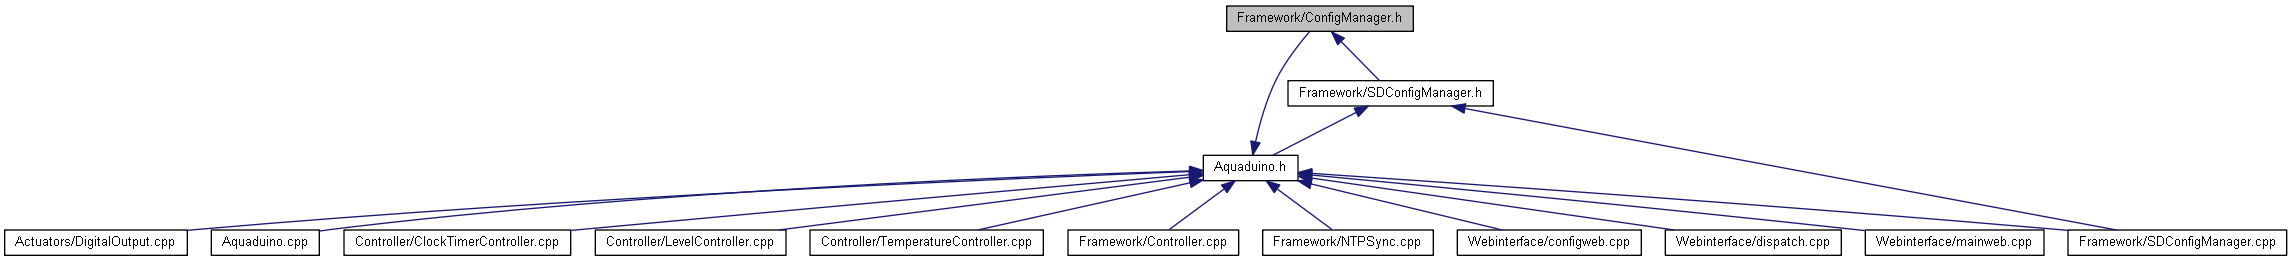 Framework/ConfigManager.h
Framework/SDConfigManager.h
Aquaduino.h
Actuators/DigitalOutput.cpp
Aquaduino.cpp
Controller/ClockTimerController.cpp
Controller/LevelController.cpp
Controller/TemperatureController.cpp
Framework/Controller.cpp
Framework/NTPSync.cpp
Webinterface/configweb.cpp
Webinterface/dispatch.cpp
Webinterface/mainweb.cpp
Framework/SDConfigManager.cpp